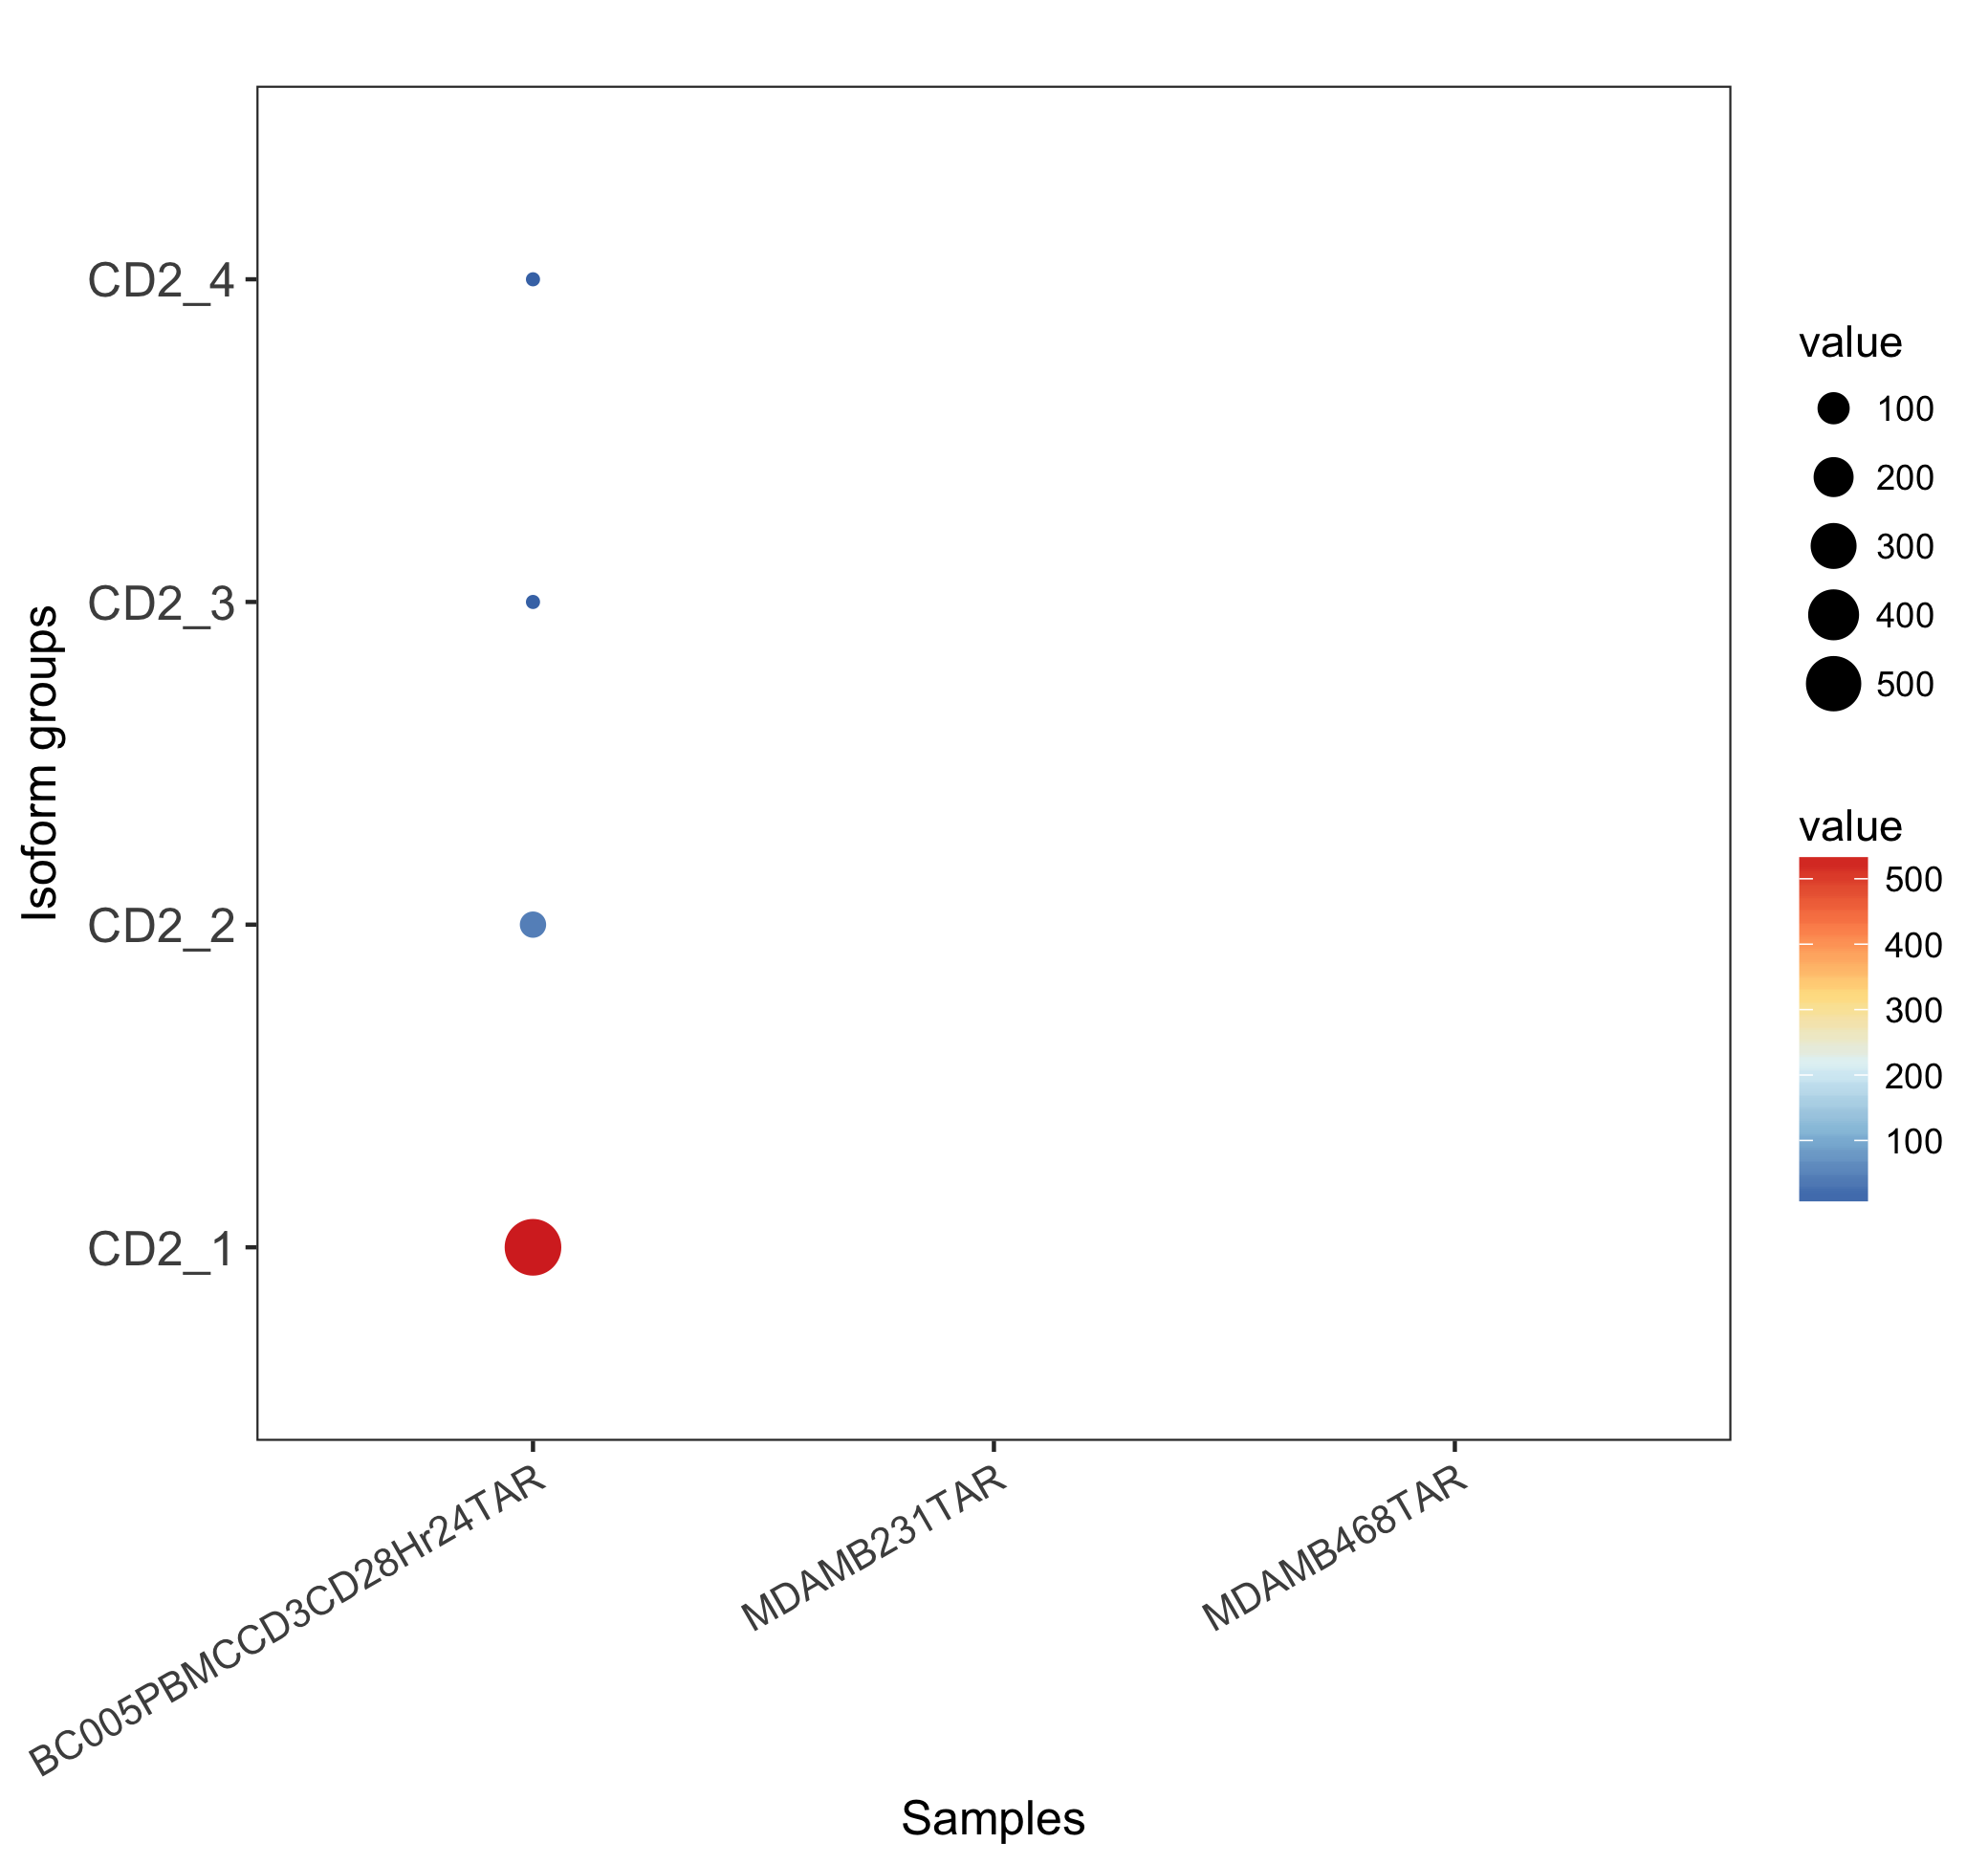 Isoform groups
CD2_4
CD2_3
CD2_2
CD2_1
BC005PBMCCD3CD28Hr24TAR
MDAMB231TAR
MDAMB468TAR
Samples
value
100
200
300
400
500
value
500
400
300
200
100